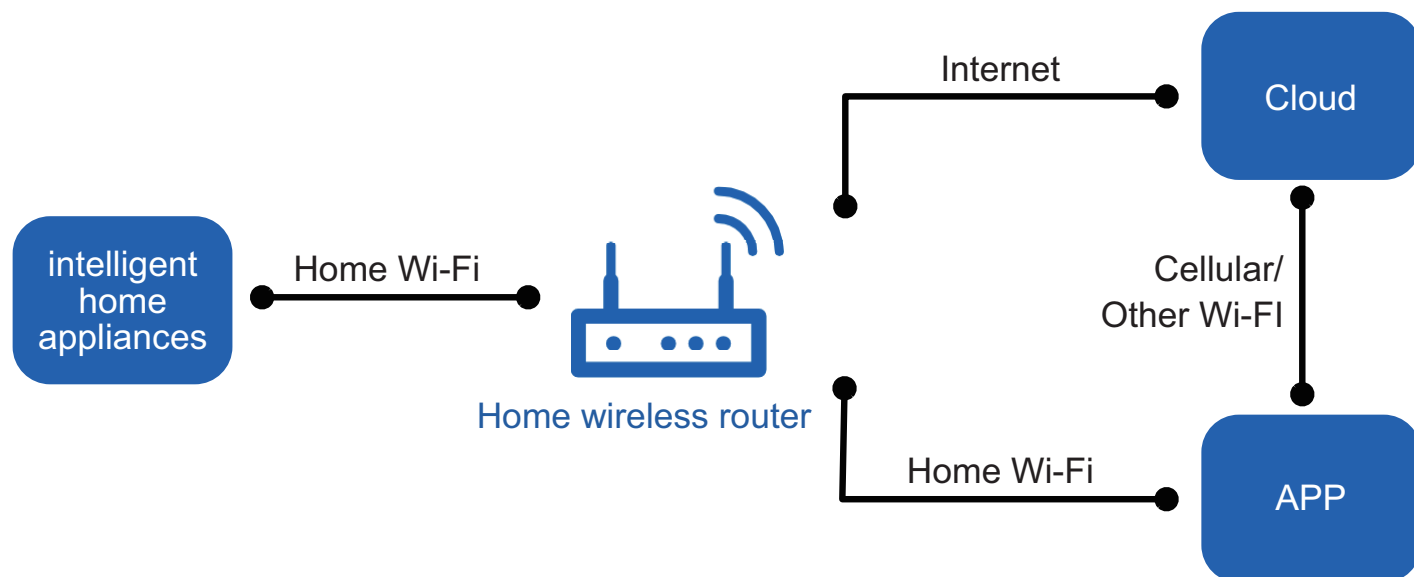 Internet
Cloud
intelligent
home
appliances
Home Wi-Fi
Cellular/
Other Wi-FI
Home wireless router
Home Wi-Fi
APP